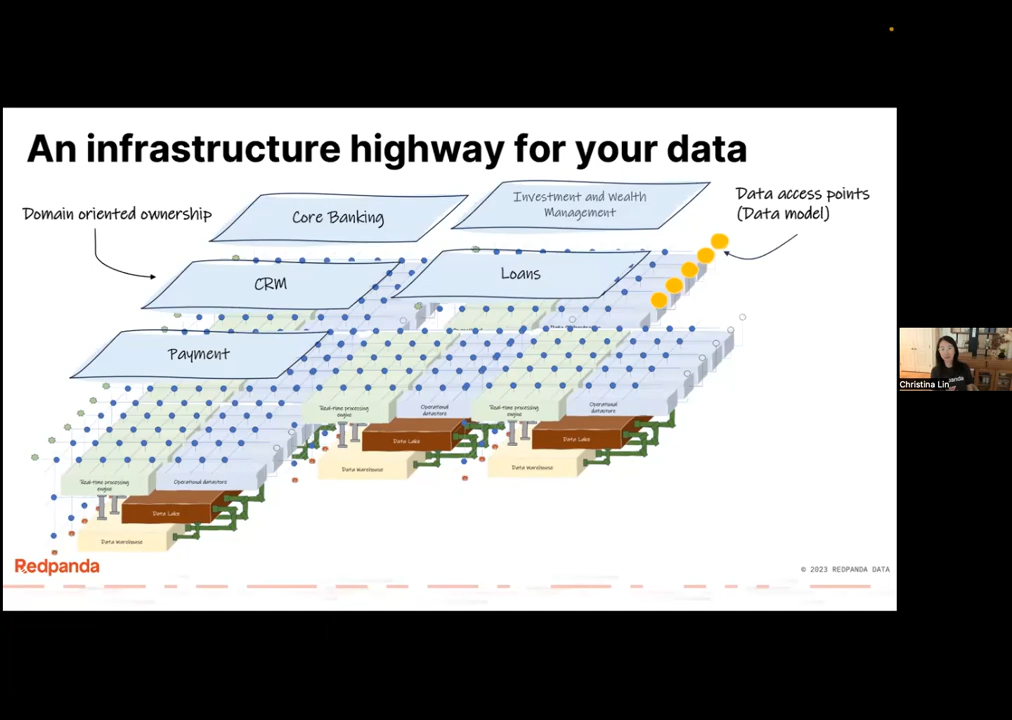 An infrastructure highway for your data
Domain oriented ownership
Core Banking
Investment and Wealth
Management
Data access points
(Data model)
CRM
Loans
Payment
Real-time processing
engine
Operational
datastores
Data Lake
Data Warehouse
Real-time processing
engine
Operational
datastores
Data Lake
Data Warehouse
Real-time processing
engine
Operational datastores
Data Lake
Data Warehouse
Redpanda
© 2023 REDPANDA DATA
Christina Lin